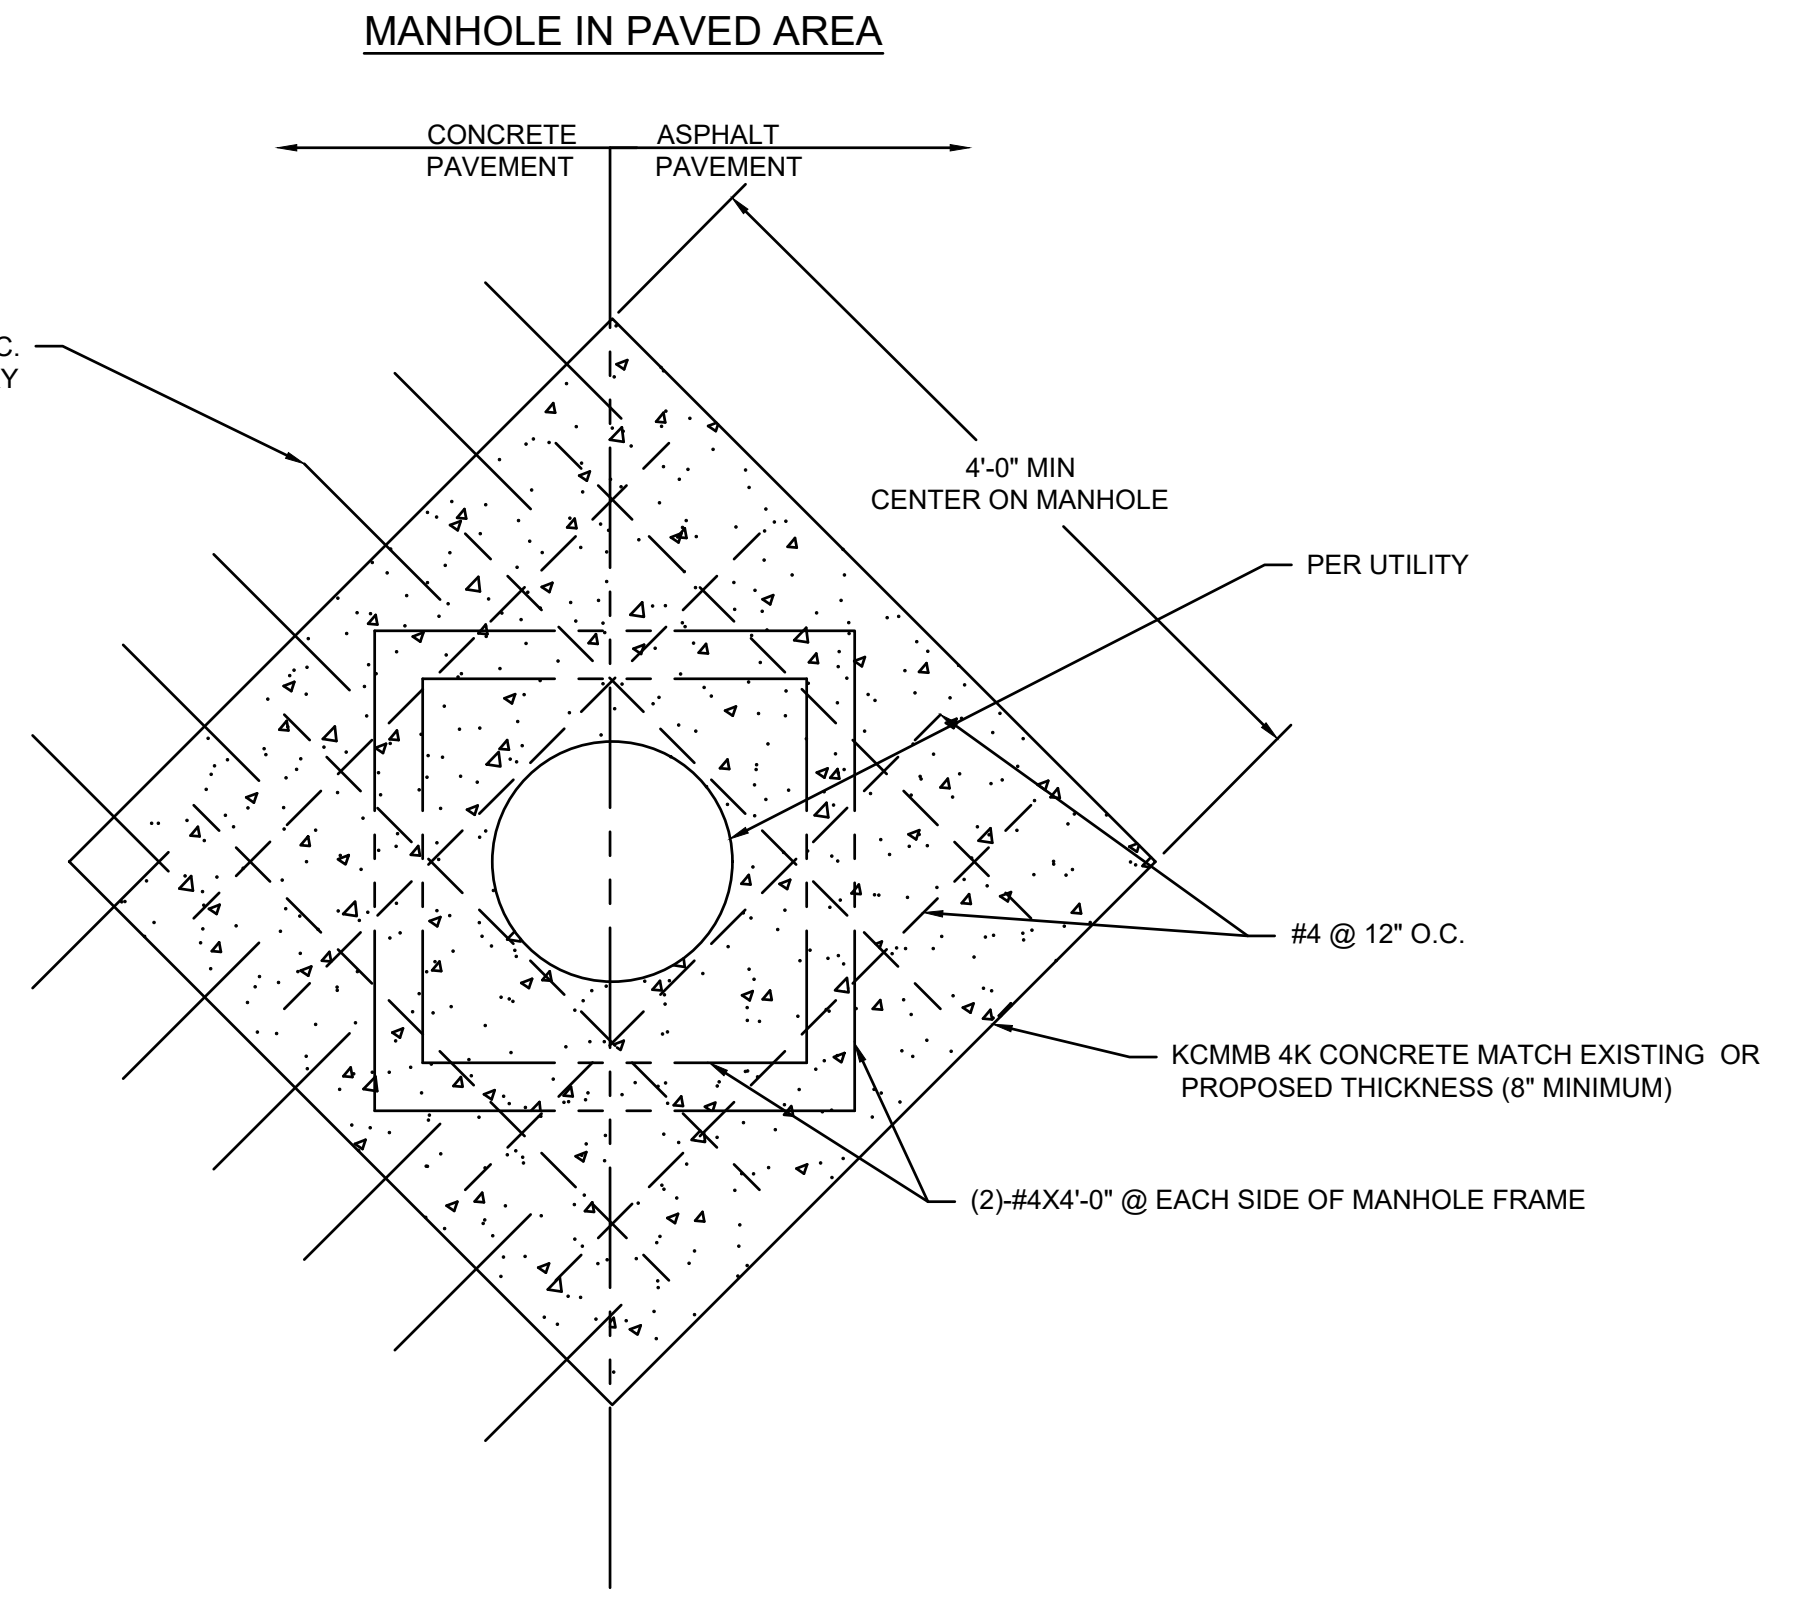 MANHOLE IN PAVED AREA
CONCRETE
PAVEMENT
ASPHALT
PAVEMENT
C.
Y
4'-0" MIN
CENTER ON MANHOLE
PER UTILITY
#4 @ 12" O.C.
KCMMB 4K CONCRETE MATCH EXISTING OR
PROPOSED THICKNESS (8" MINIMUM)
(2)-#4X4'-0" @ EACH SIDE OF MANHOLE FRAME